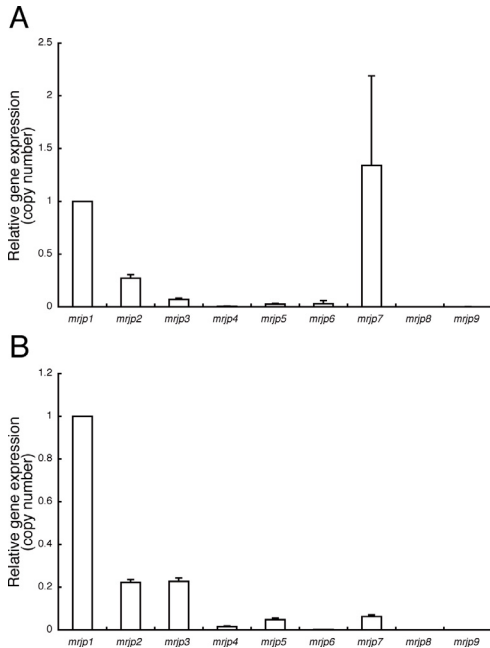 A
Relative gene expression
(copy number)
2.5
2
1.5
1
0.5
0
mrjp1 mrjp2 mrjp3 mrjp4 mrjp5 mrjp6 mrjp7 mrjp8 mrjp9
B
Relative gene expression
(copy number)
1.2
1
0.8
0.6
0.4
0.2
0
mrjp1 mrjp2 mrjp3 mrjp4 mrjp5 mrjp6 mrjp7 mrjp8 mrjp9